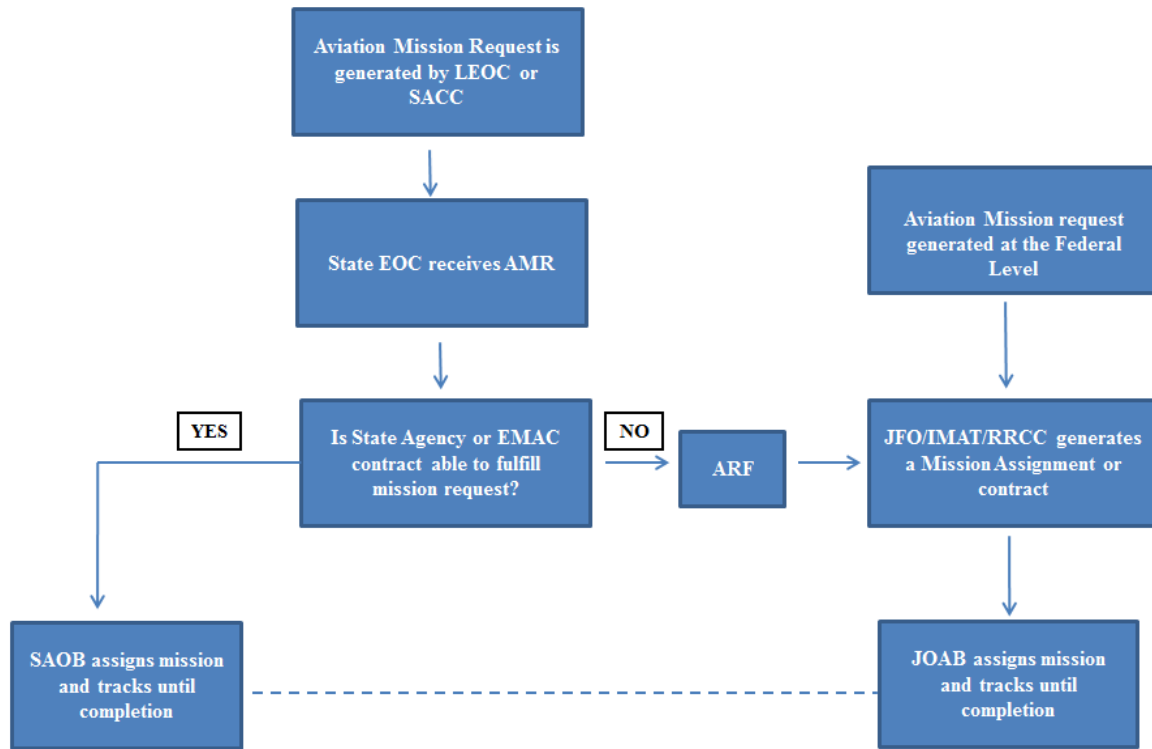 Aviation Mission Request is
generated by LEOC or
SACC
State EOC receives AMR
Aviation Mission request
generated at the Federal
Level
YES
Is State Agency or EMAC
contract able to fulfill
mission request?
NO
ARF
JFO/IMAT/RRCC generates
a Mission Assignment or
contract
SAOB assigns mission
and tracks until
completion
JOAB assigns mission
and tracks until
completion